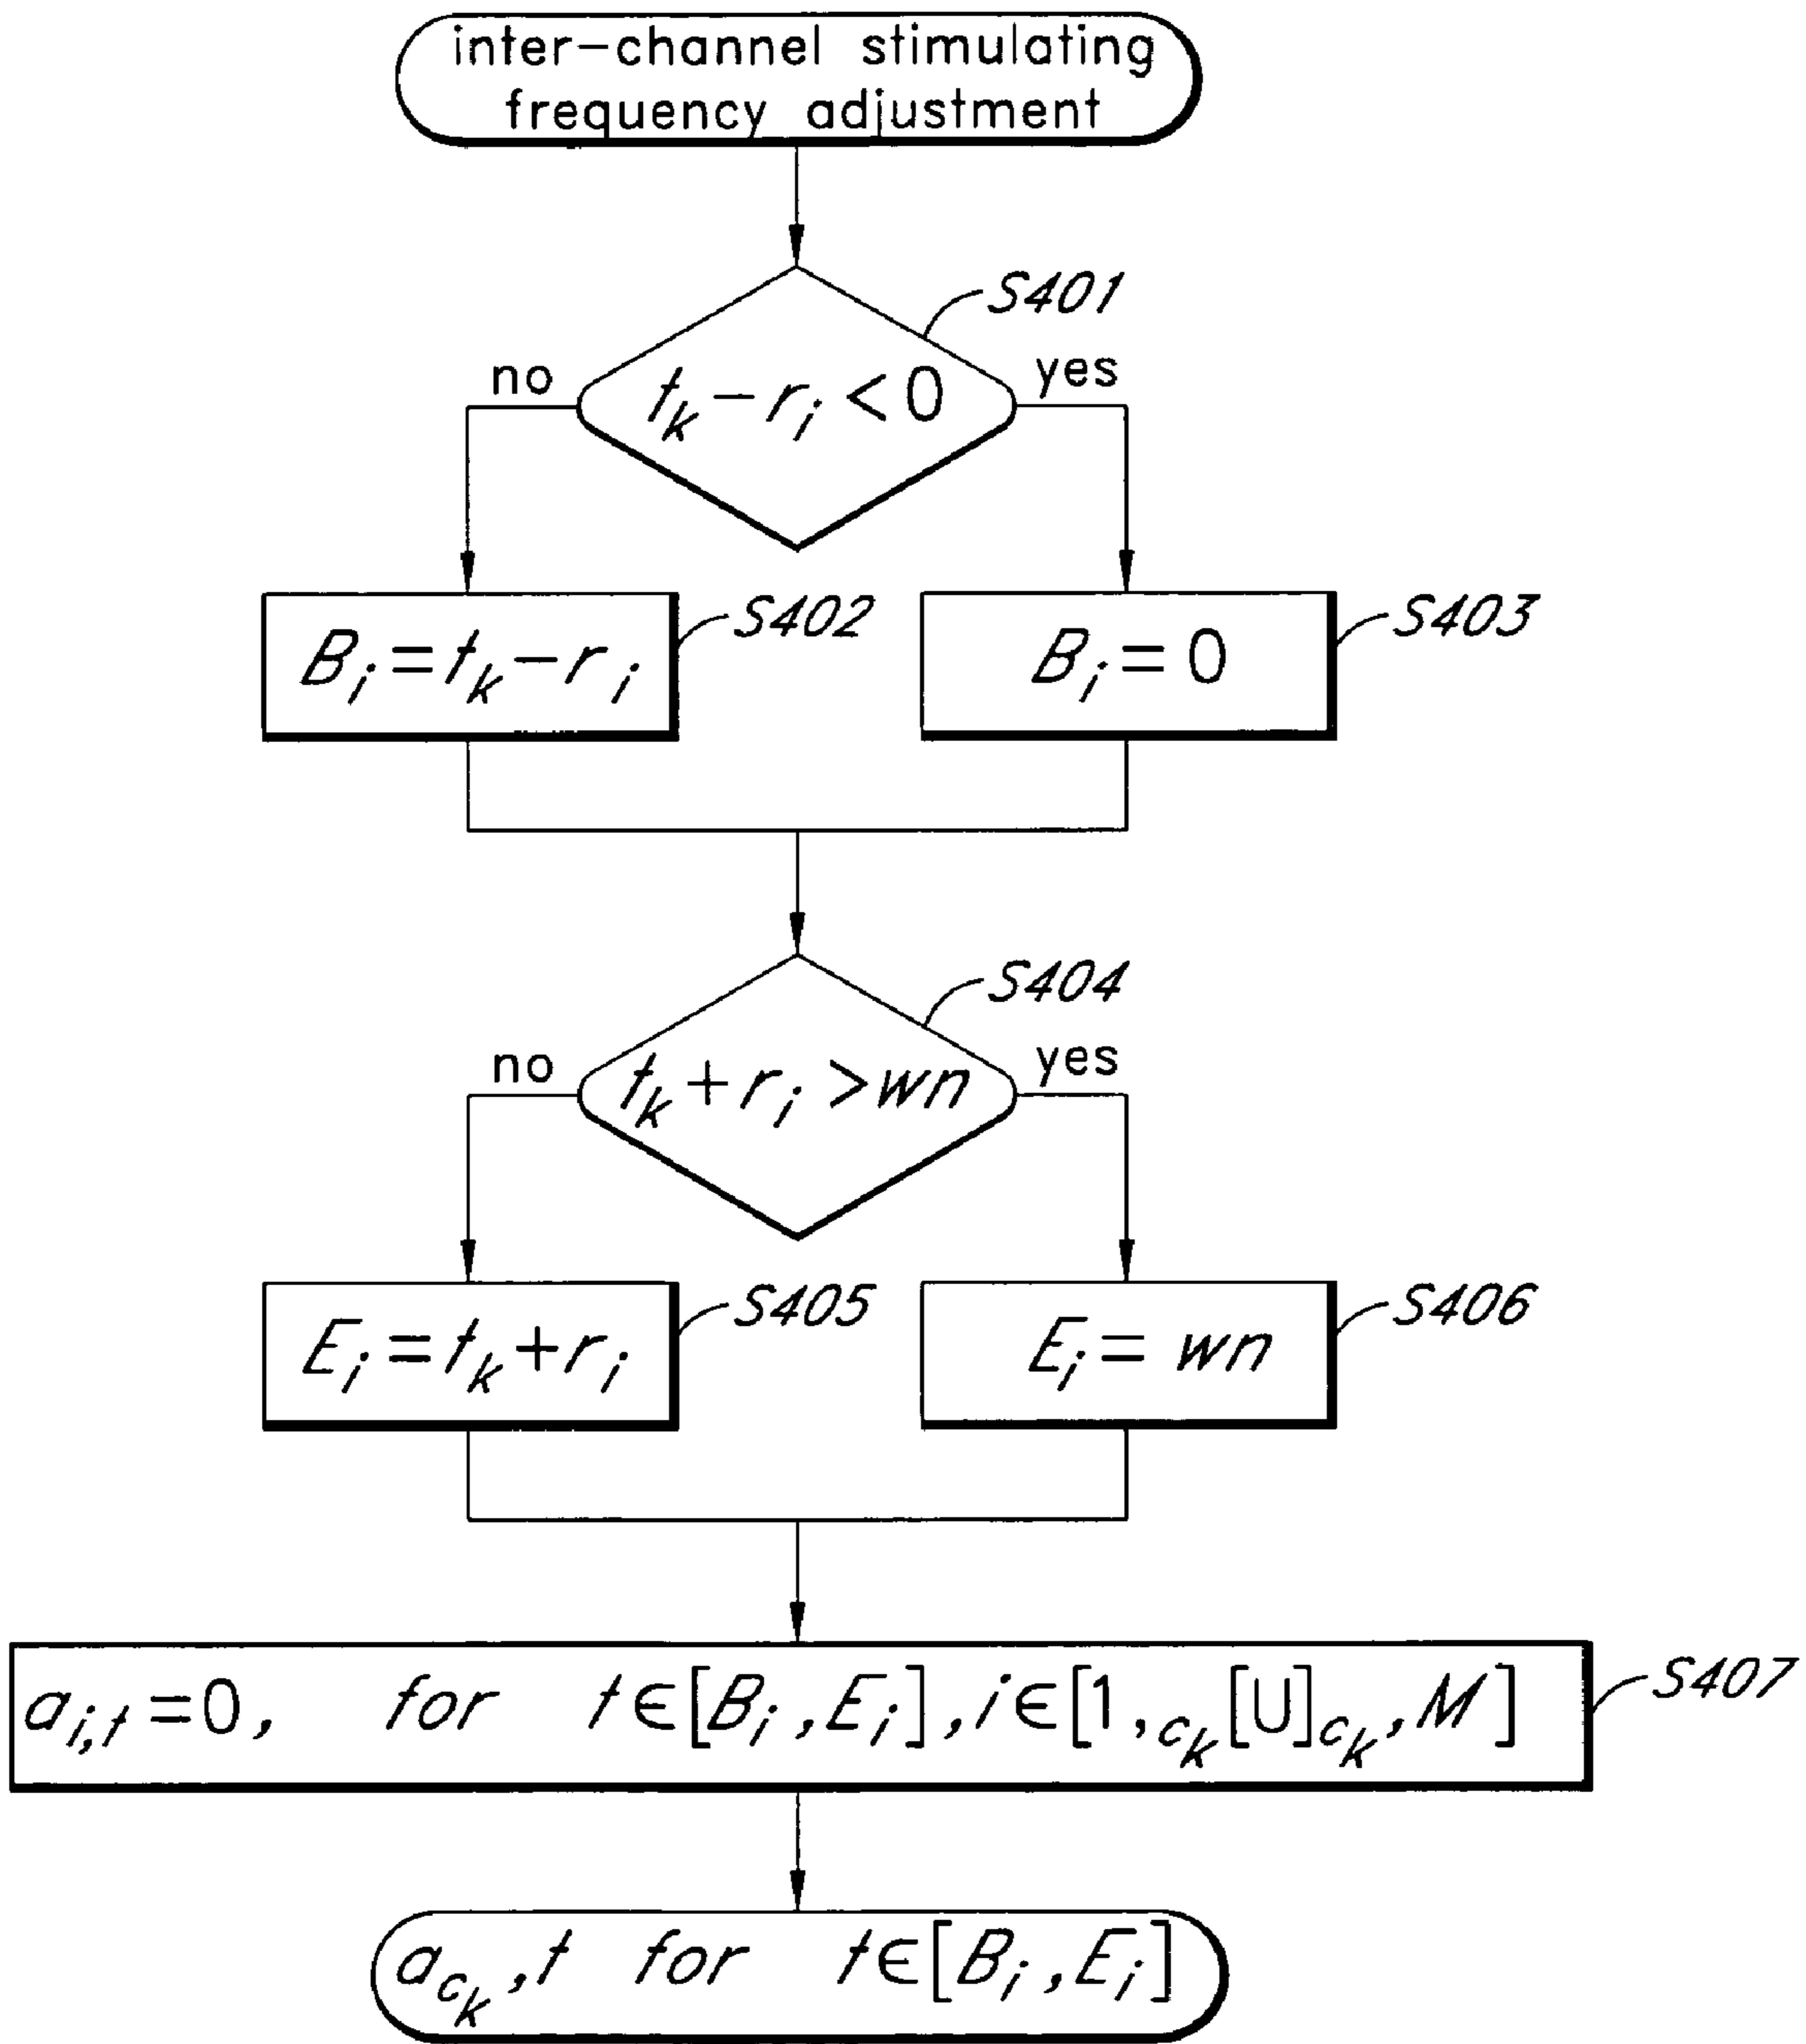 inter-channel stimulating
frequency adjustment
S401
no
t_k - r_i < 0
yes
S402
B_i = t_k - r_i
S403
B_i = 0
S404
no
t_k + r_i > wn
yes
S405
E_i = t_k + r_i
S406
E_i = wn
S407
a_{i,t} = 0, for t∈[B_i, E_i], i∈[1, c_k[U]c_k, M]
a_{c_k}, t for t∈[B_i, E_i]